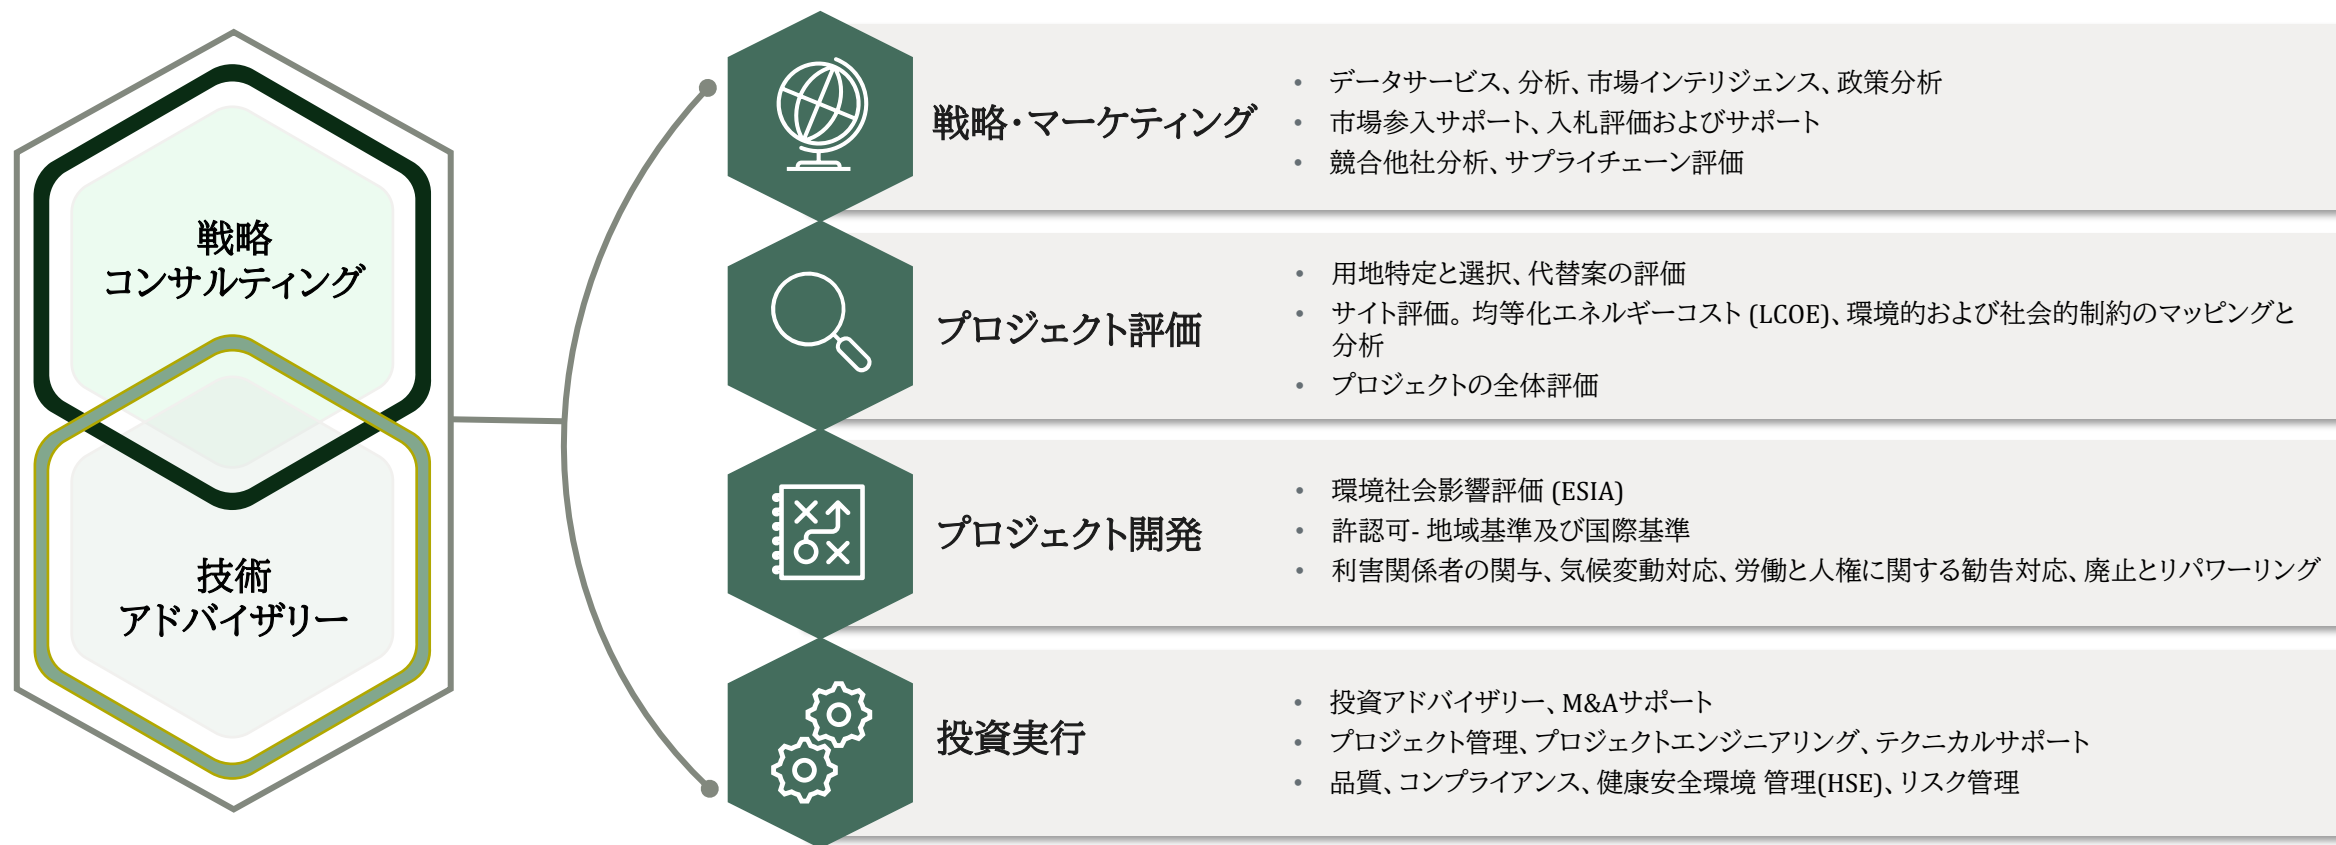 戦略
コンサルティング
技術
アドバイザリー
戦略・マーケティング
• データサービス、分析、市場インテリジェンス、政策分析
• 市場参入サポート、入札評価およびサポート
• 競合他社分析、サプライチェーン評価
プロジェクト評価
• 用地特定と選択、代替案の評価
• サイト評価。均等化エネルギーコスト (LCOE)、環境的および社会的制約のマッピングと
分析
• プロジェクトの全体評価
プロジェクト開発
• 環境社会影響評価 (ESIA)
• 許認可- 地域基準及び国際基準
• 利害関係者の関与、気候変動対応、労働と人権に関する勧告対応、廃止とリパワーリング
投資実行
• 投資アドバイザリー、M&Aサポート
• プロジェクト管理、プロジェクトエンジニアリング、テクニカルサポート
• 品質、コンプライアンス、健康安全環境 管理(HSE)、リスク管理